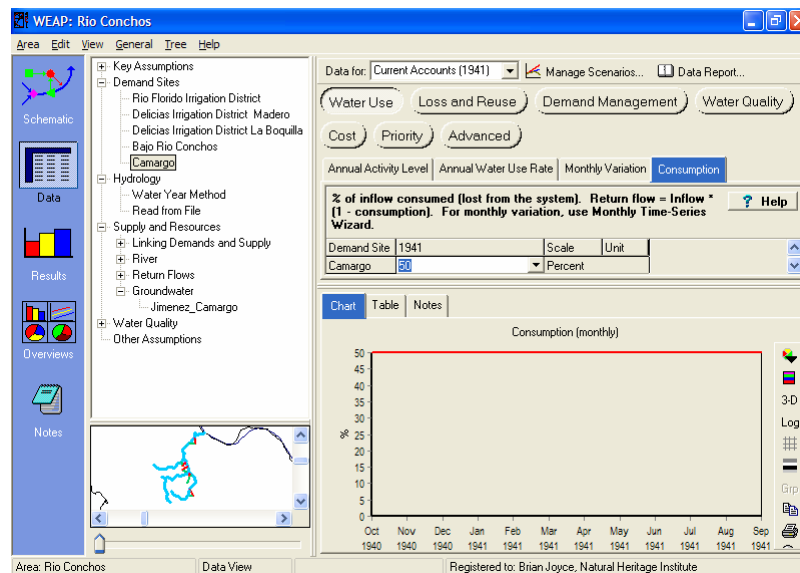 WEAP: Rio Conchos
Area Edit View General Tree Help
Schematic
Data
Results
Overviews
Notes
Key Assumptions
Demand Sites
Rio Florido Irrigation District
Delicias Irrigation District Madero
Delicias Irrigation District La Boquilla
Bajo Rio Conchos
Camargo
Hydrology
Water Year Method
Read from File
Supply and Resources
Linking Demands and Supply
River
Return Flows
Groundwater
Jimenez_Camargo
Water Quality
Other Assumptions
Data for: Current Accounts (1941) Manage Scenarios... Data Report...
Water Use Loss and Reuse Demand Management Water Quality
Cost Priority Advanced
Annual Activity Level Annual Water Use Rate Monthly Variation Consumption
% of inflow consumed (lost from the system). Return flow = Inflow *
(1 - consumption). For monthly variation, use Monthly Time-Series
Wizard.
? Help
Demand Site 1941 Scale Unit
Camargo 50 Percent
Chart Table Notes
Consumption (monthly)
50
45
40
35
30
25
20
15
10
5
0
%
Oct Nov Dec Jan Feb Mar Apr May Jun Jul Aug Sep
1940 1940 1940 1941 1941 1941 1941 1941 1941 1941 1941 1941
3-D
Log
Grp
Area: Rio Conchos Data View Registered to: Brian Joyce, Natural Heritage Institute